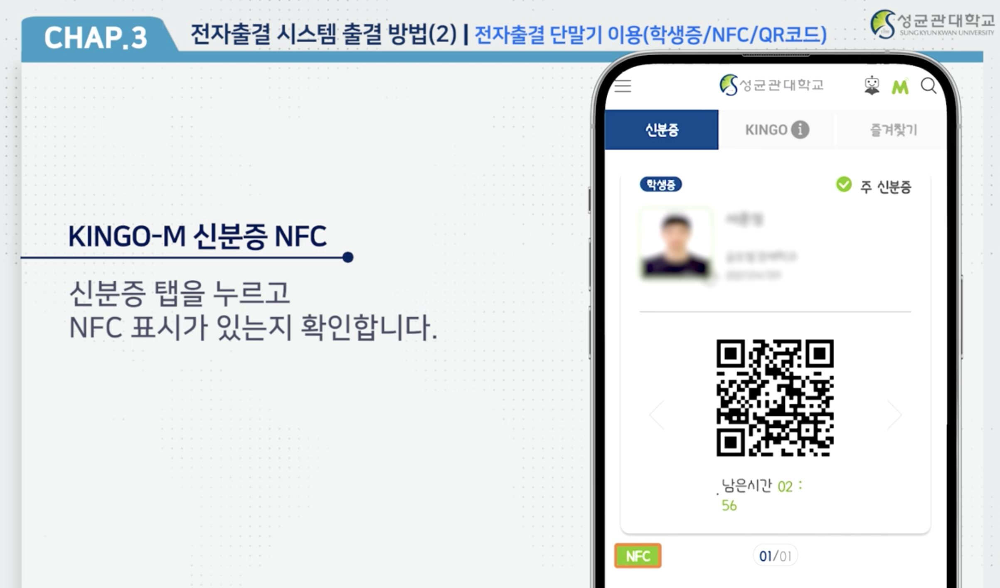 CHAP.3
전자출결 시스템 출결 방법(2) | 전자출결 단말기 이용(학생증/NFC/QR코드)
성균관대학교
SUNGKYUNKWAN UNIVERSITY
KINGO-M 신분증 NFC
신분증 탭을 누르고
NFC 표시가 있는지 확인합니다.
성균관대학교
M
신분증
KINGO i
즐겨찾기
학생증
주 신분증
남은시간 02 :
56
NFC
01/01